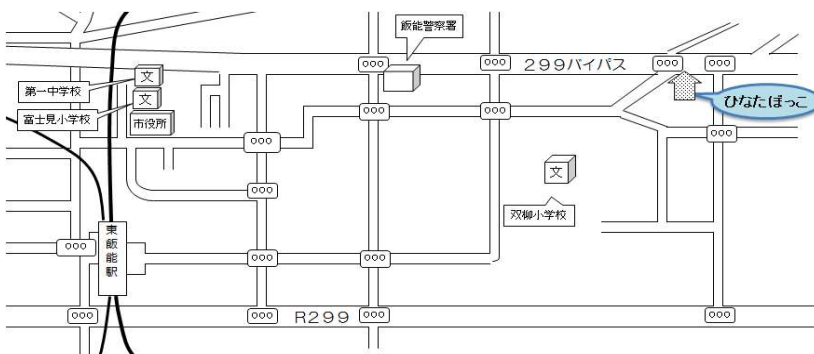 飯能警察署
299バイパス
文
第一中学校
文
富士見小学校
市役所
ひなたぼっこ
文
双柳小学校
東飯能駅
R299